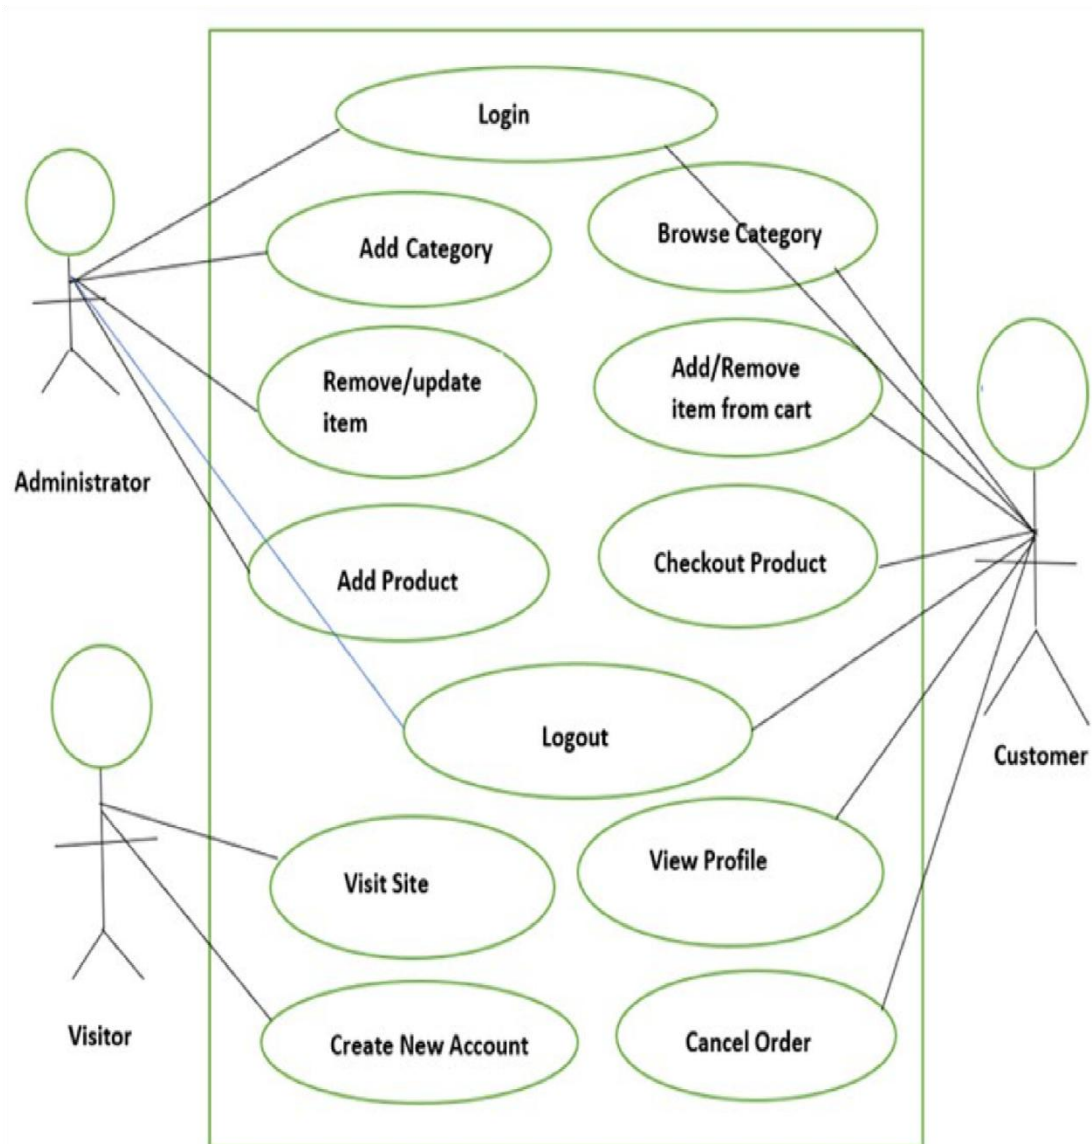 Login
Add Category
Browse Category
Remove/update
item
Add/Remove
item from cart
Administrator
Add Product
Checkout Product
Logout
Customer
Visit Site
View Profile
Visitor
Create New Account
Cancel Order